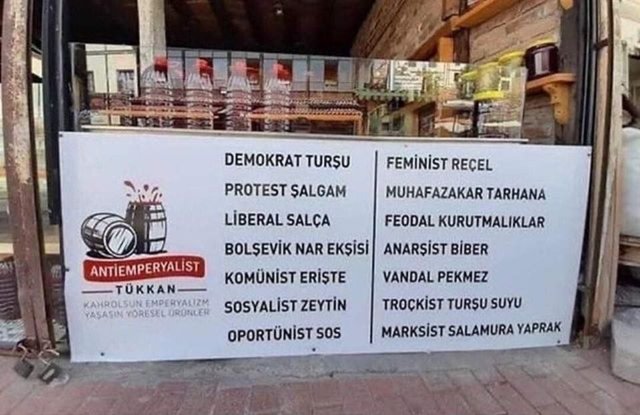 ANTİEMPERYALİST
TÜKKAN
KAHROLSUN EMPERYALİZM
YAŞASIN YÖRESEL ÜRÜNLER
DEMOKRAT TURŞU
PROTEST ŞALGAM
LİBERAL SALÇA
BOLŞEVİK NAR EKŞİSİ
KOMÜNİST ERİŞTE
SOSYALİST ZEYTİN
OPORTÜNİST SOS
FEMİNİST REÇEL
MUHAFAZAKAR TARHANA
FEODAL KURUTMALIKLAR
ANARŞİST BİBER
VANDAL PEKMEZ
TROÇKİST TURŞU SUYU
MARKSİST SALAMURA YAPRAK